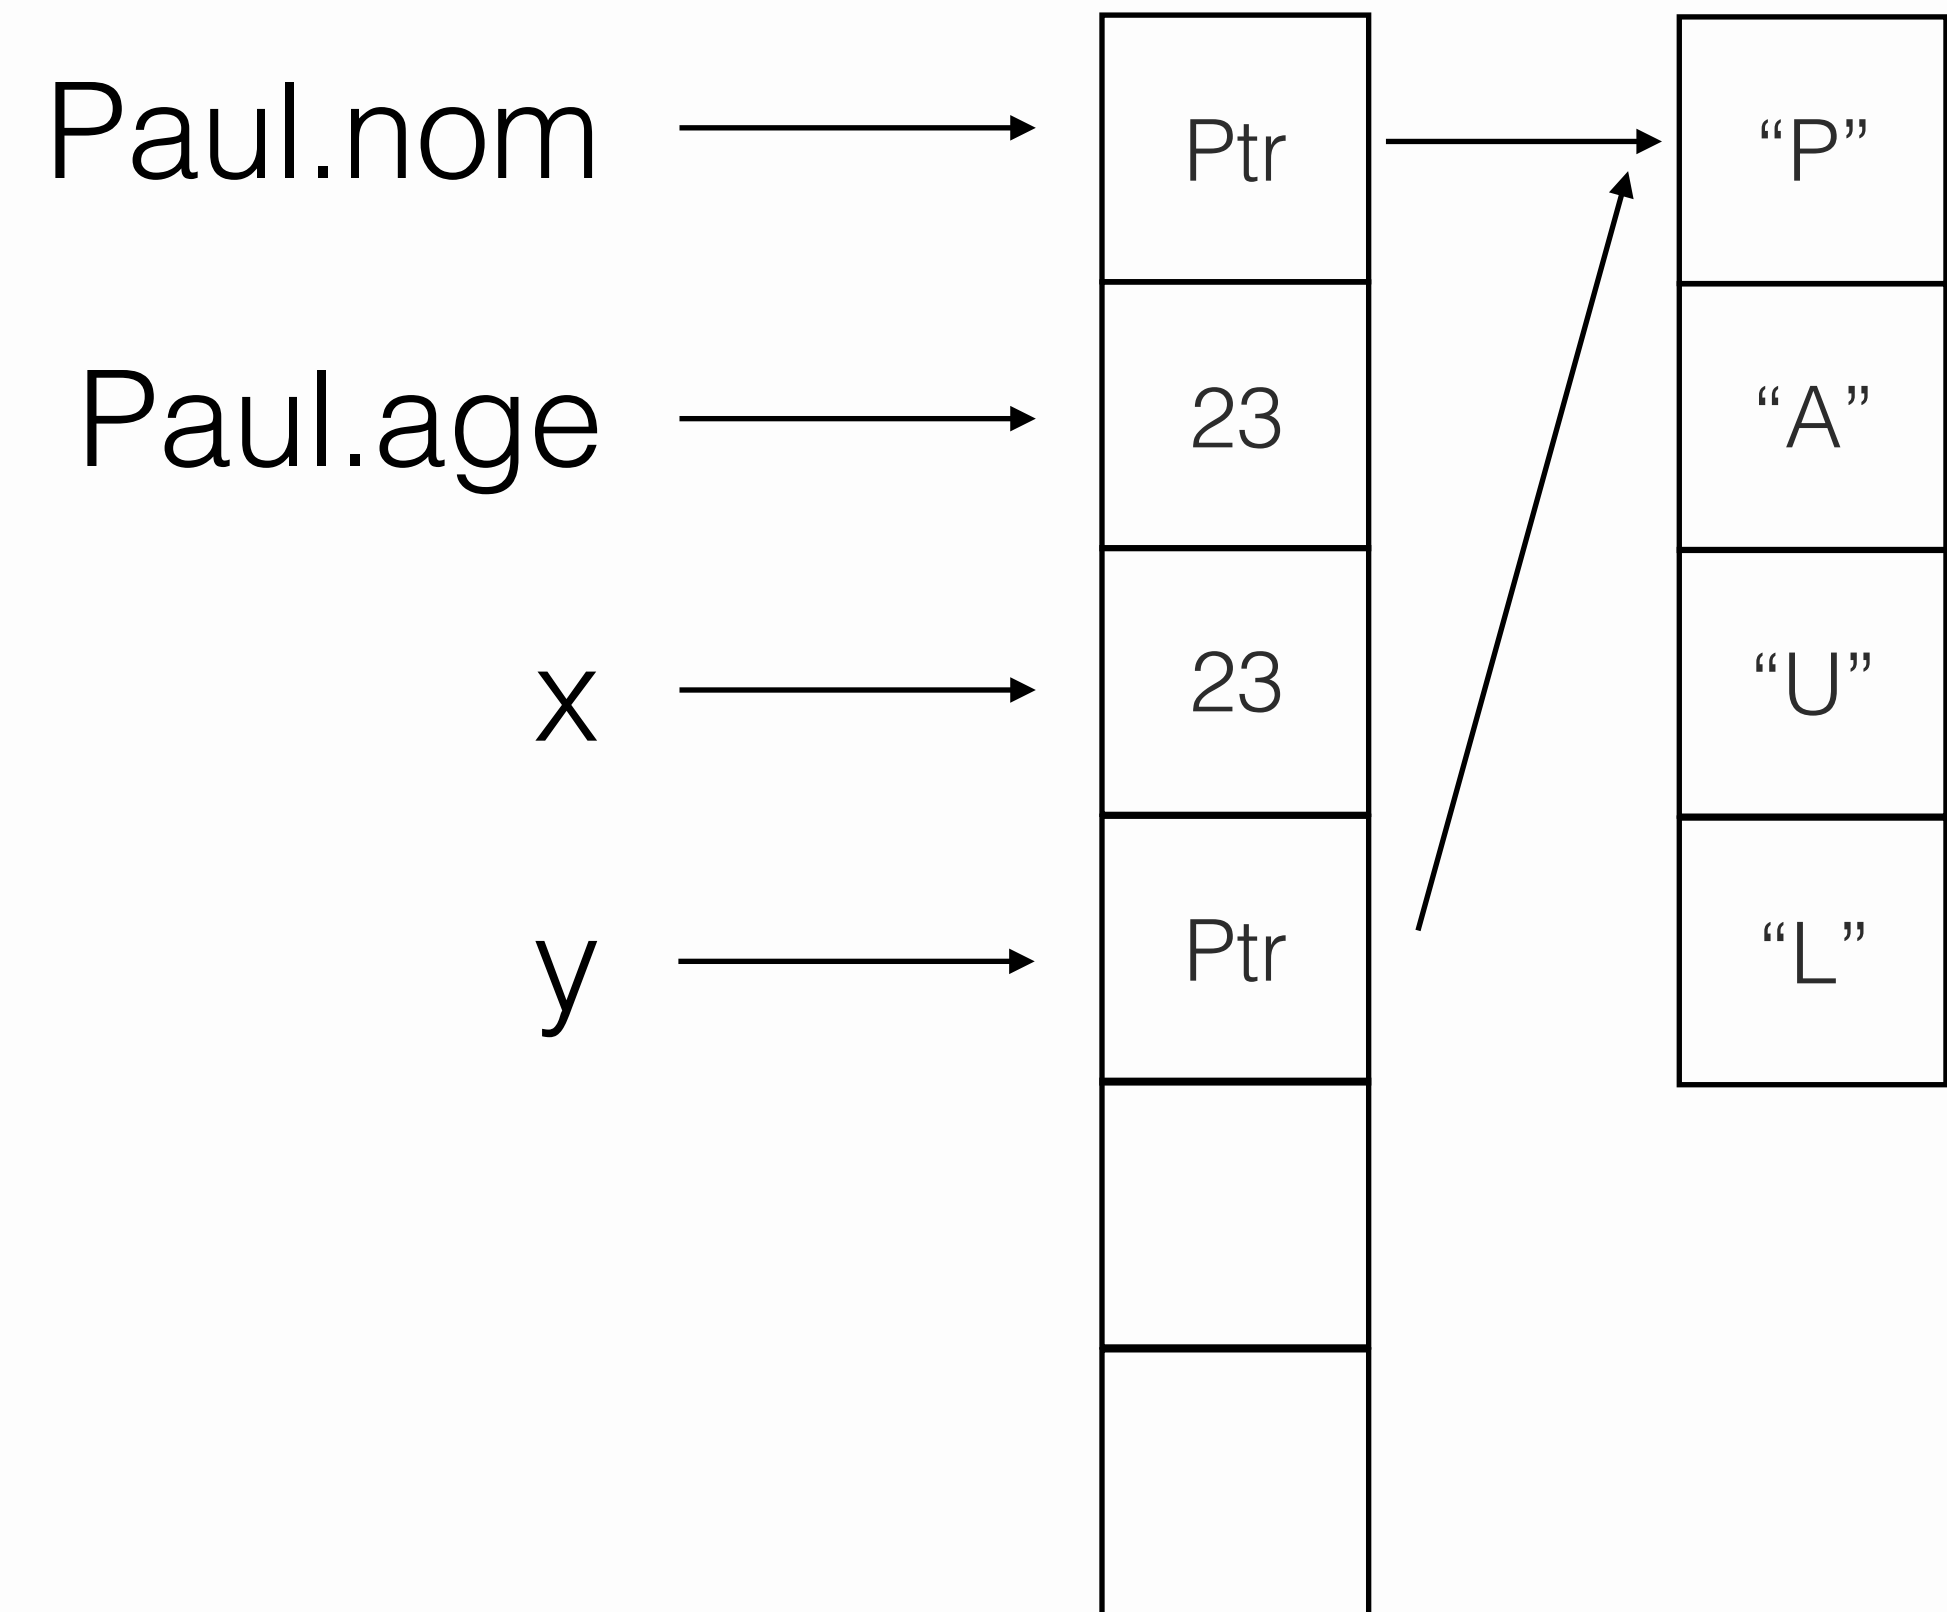 Paul.nom Ptr “P”
Paul.age 23 “A”
x 23 “U”
y Ptr “L”